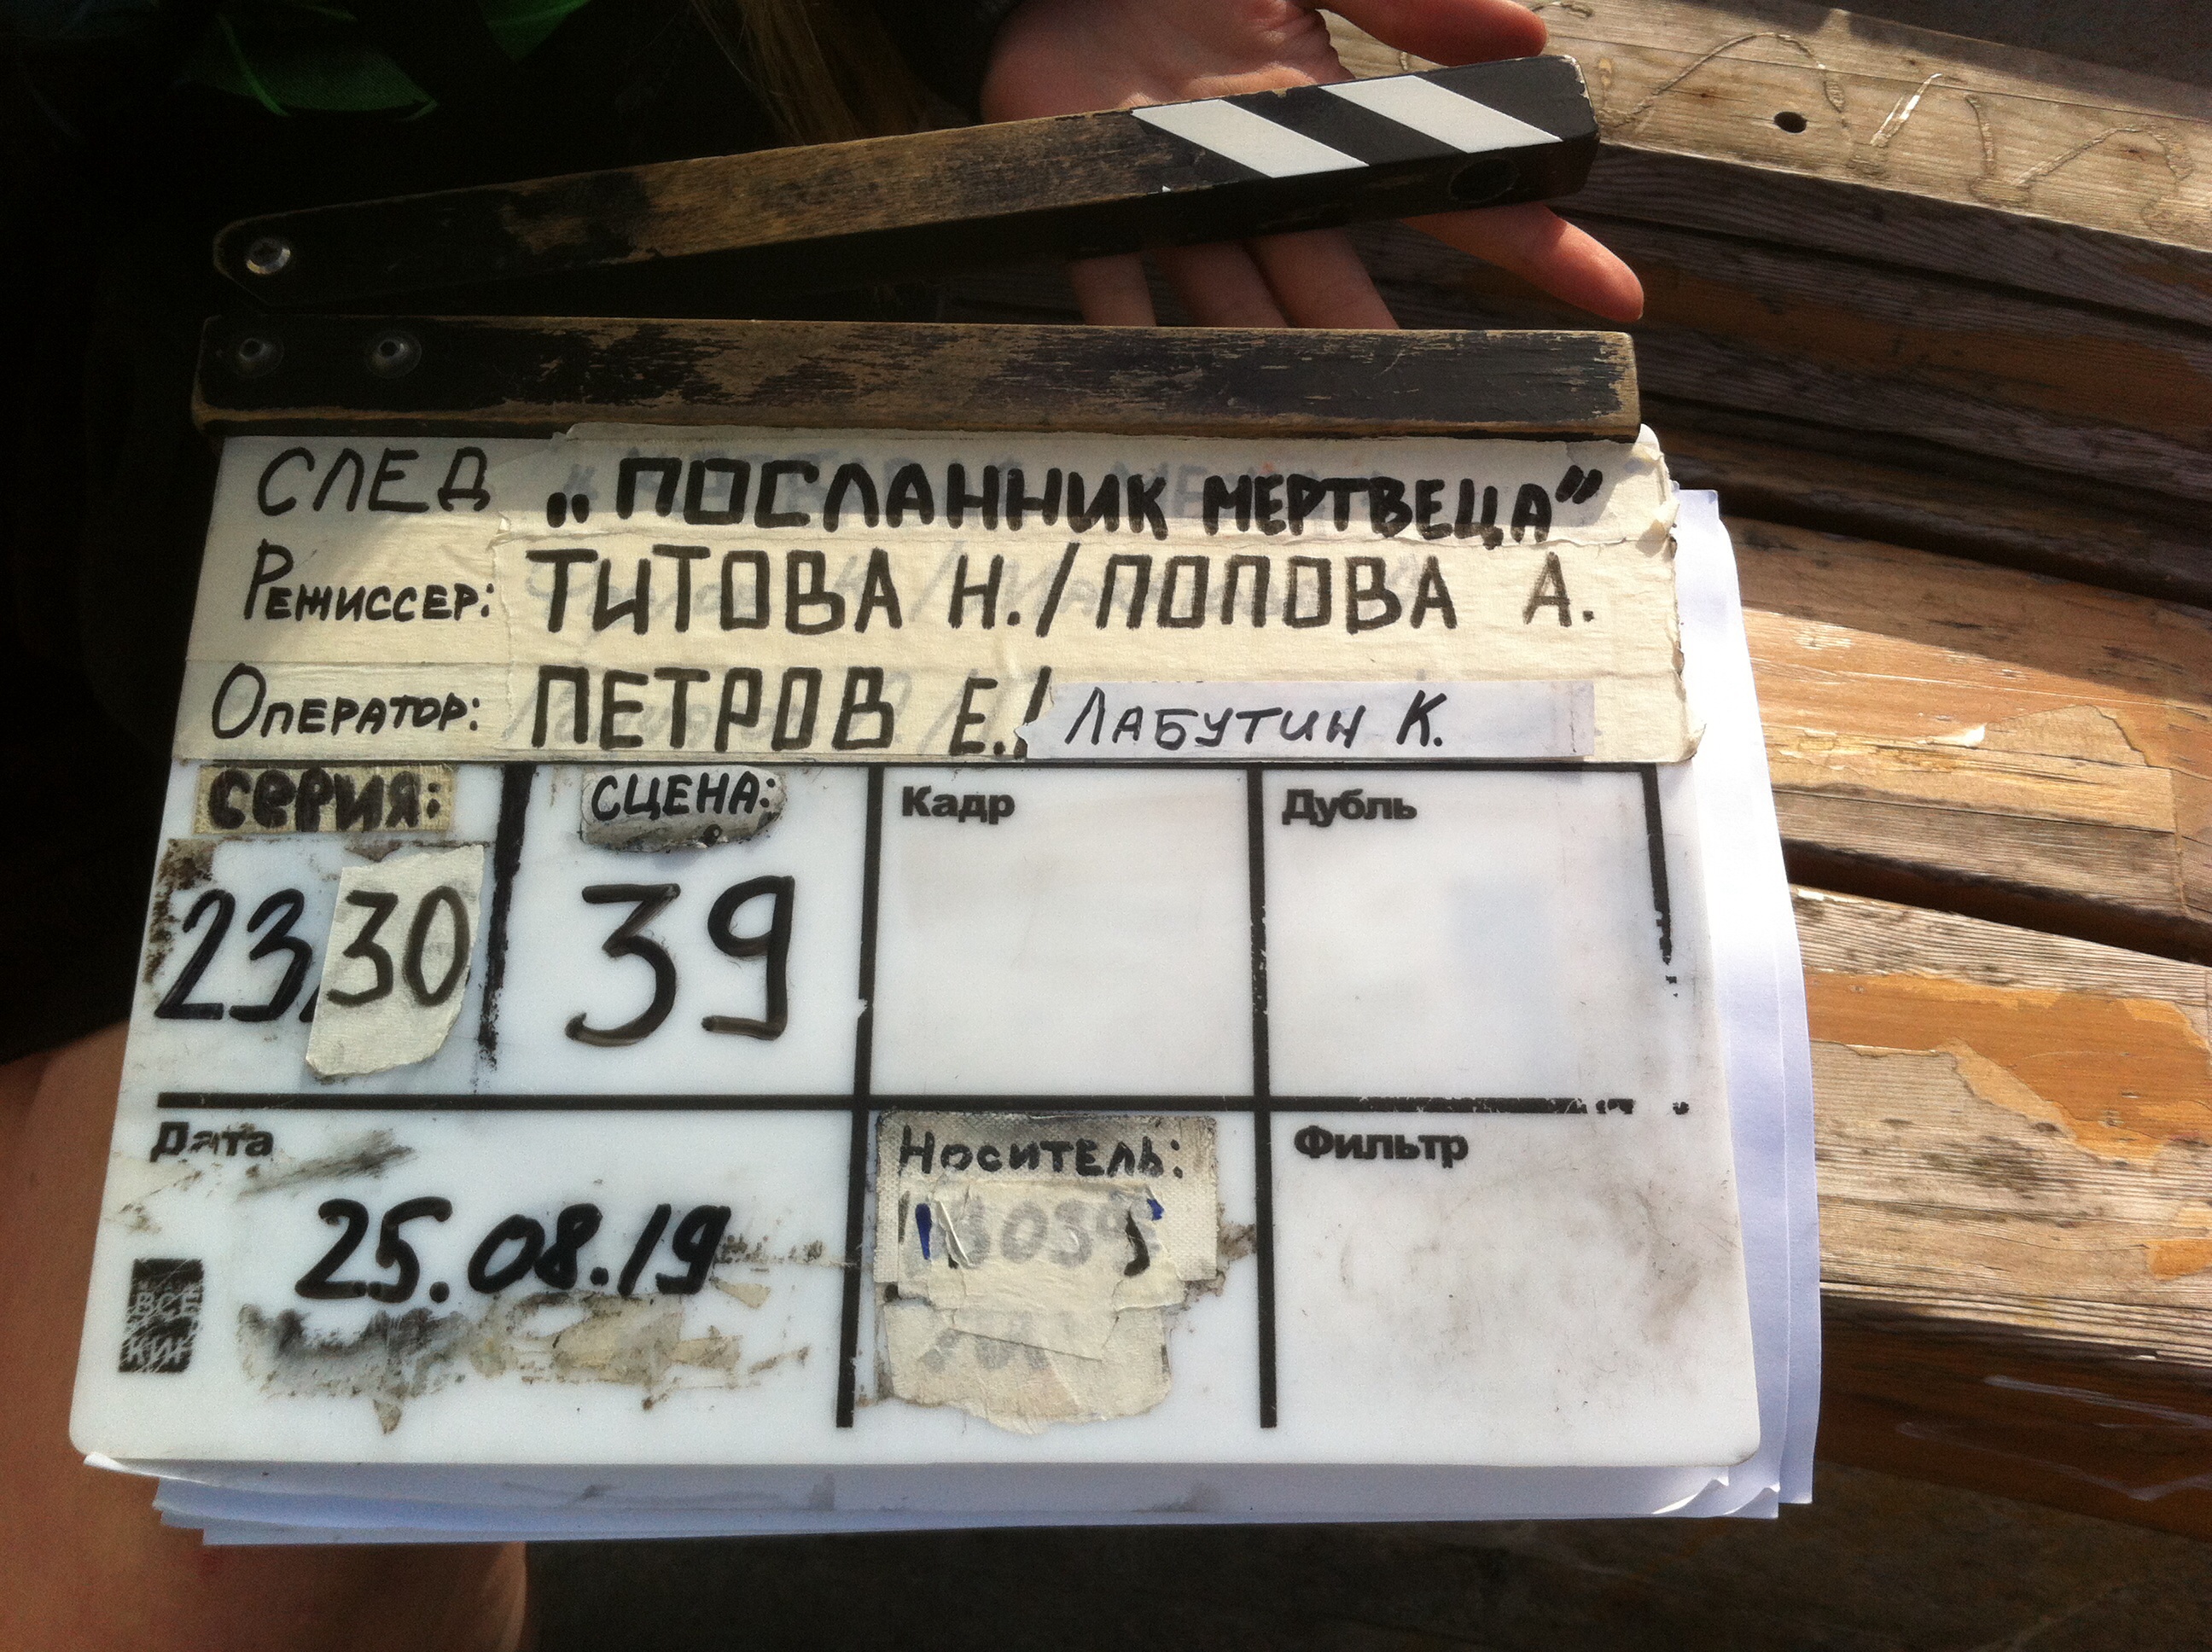 СЛЕД „ПОСЛАННИК МЕРТВЕЦА"
РЕЖИССЕР: ТИТОВА Н./ПОПОВА А.
ОПЕРАТОР: ПЕТРОВ Е./ ЛАБУТИН К.
СЕРИЯ: СЦЕНА: Кадр Дубль
23 30 39
Дата НОСИТЕЛЬ: Фильтр
25.08.19